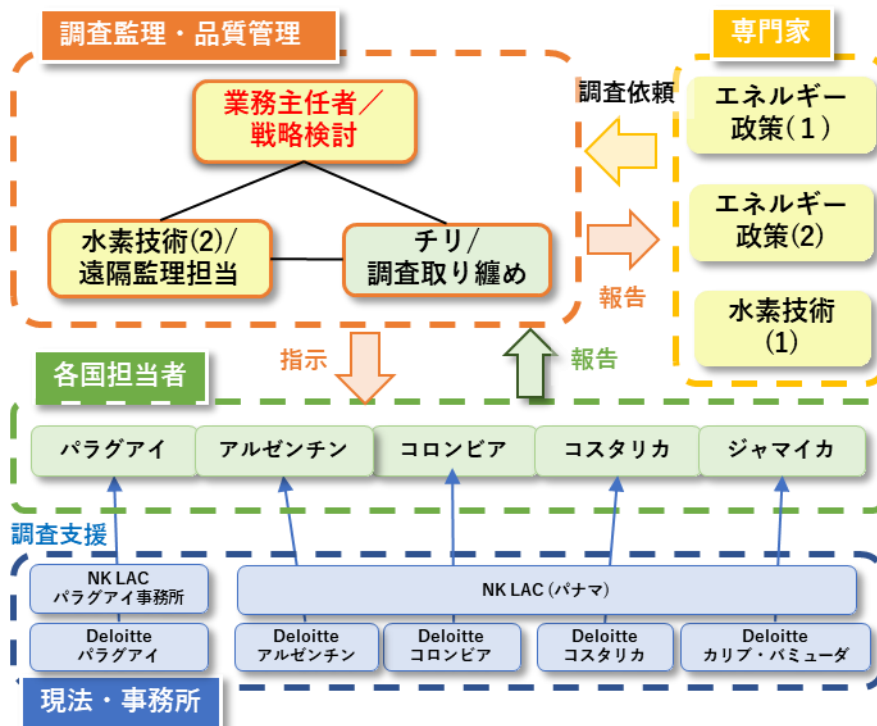 調査監理・品質管理
専門家
業務主任者／
戦略検討
調査依頼
エネルギー
政策(１)
水素技術(2)/
遠隔監理担当
チリ/
調査取り纏め
エネルギー
政策(2)
報告
水素技術
(1)
指示
報告
各国担当者
パラグアイ
アルゼンチン
コロンビア
コスタリカ
ジャマイカ
調査支援
NK LAC
パラグアイ事務所
NK LAC (パナマ)
Deloitte
パラグアイ
Deloitte
アルゼンチン
Deloitte
コロンビア
Deloitte
コスタリカ
Deloitte
カリブ・バミューダ
現法・事務所